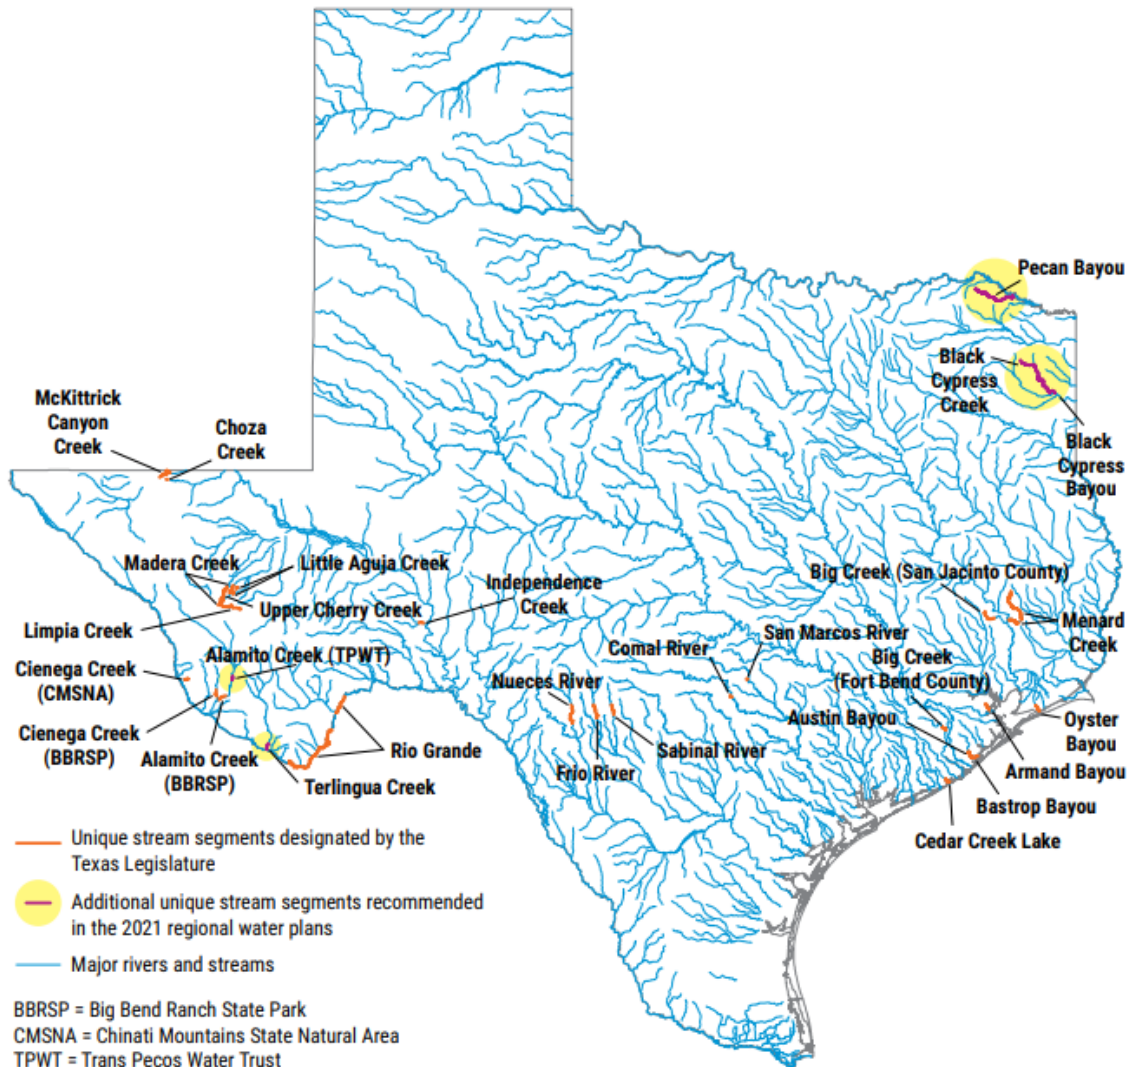 Pecan Bayou
Black
Cypress
Creek
Black
Cypress
Bayou
McKittrick
Canyon
Creek
Choza
Creek
Madera Creek
Little Aguja Creek
Independence
Creek
Upper Cherry Creek
Limpia Creek
Big Creek (San Jacinto County)
Menard
Creek
Alamito Creek (TPWT)
Comal River
San Marcos River
Big Creek
(Fort Bend County)
Cienega Creek
(CMSNA)
Nueces River
Austin Bayou
Oyster
Bayou
Cienega Creek
(BBRSP)
Alamito Creek
(BBRSP)
Rio Grande
Sabinal River
Frio River
Armand Bayou
Terlingua Creek
Bastrop Bayou
Cedar Creek Lake
Unique stream segments designated by the
Texas Legislature
Additional unique stream segments recommended
in the 2021 regional water plans
Major rivers and streams
BBRSP = Big Bend Ranch State Park
CMSNA = Chinati Mountains State Natural Area
TPWT = Trans Pecos Water Trust